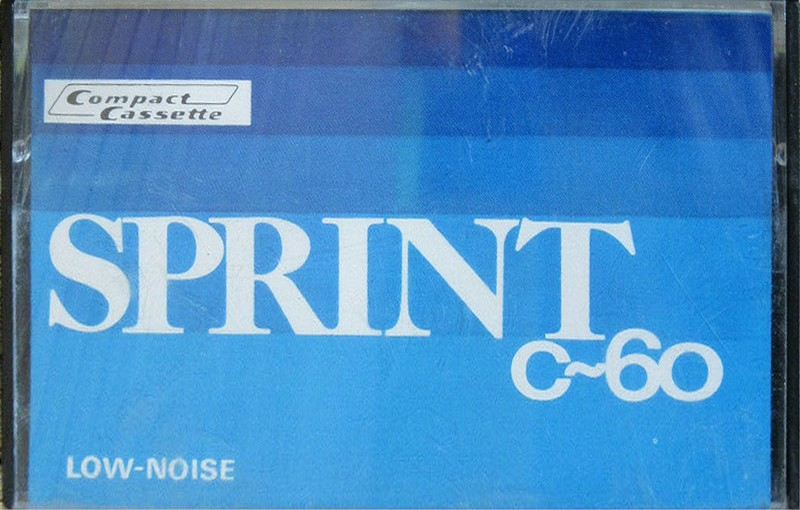 Compact
Cassette
SPRINT
C~60
LOW-NOISE